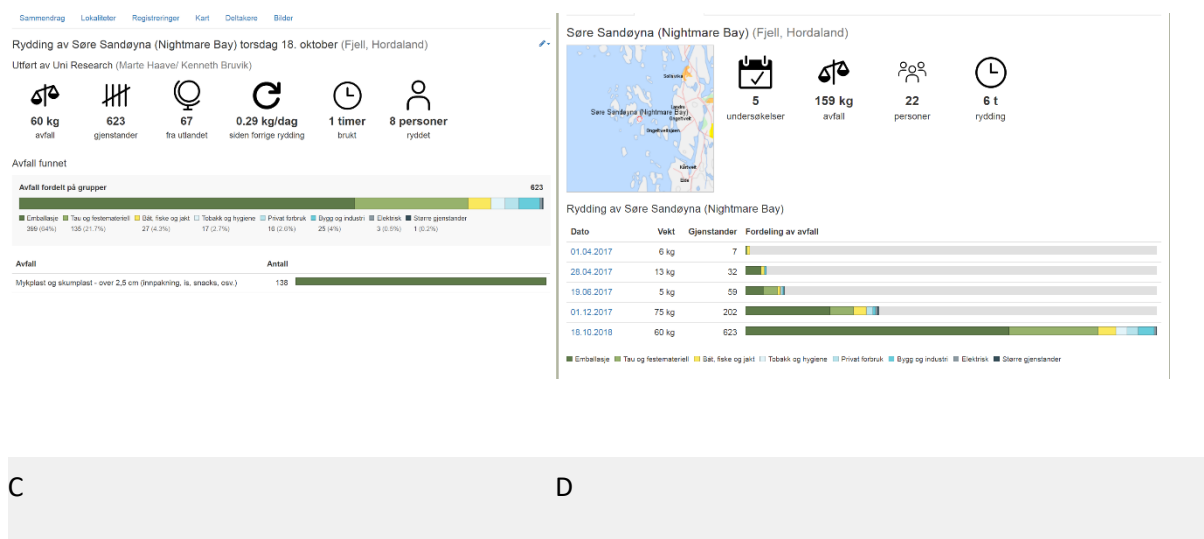 Sammendrag Lokaliteter Registreringer Kart Deltakere Bilder
Rydding av Søre Sandøyna (Nightmare Bay) torsdag 18. oktober (Fjell, Hordaland)
Utført av Uni Research (Marte Haave/ Kenneth Bruvik)
60 kg 623 67 0.29 kg/dag 1 timer 8 personer
avfall gjenstander fra utlandet siden forrige rydding brukt ryddet
Avfall funnet
Avfall fordelt på grupper 623
Emballasje Tau og festemateriell Båt, fiske og jakt Tobakk og hygiene Privat forbruk Bygg og industri Elektrisk Større gjenstander
399 (64%) 135 (21.7%) 27 (4.3%) 17 (2.7%) 16 (2.6%) 25 (4%) 3 (0.5%) 1 (0.2%)
Avfall Antall
Mykplast og skumplast - over 2,5 cm (innpakning, is, snacks, osv.) 138
Søre Sandøyna (Nightmare Bay) (Fjell, Hordaland)
Søre Sandøyna (Nightmare Bay)
5 159 kg 22 6 t
undersøkelser avfall personer rydding
Rydding av Søre Sandøyna (Nightmare Bay)
Dato Vekt Gjenstander Fordeling av avfall
01.04.2017 6 kg 7
28.04.2017 13 kg 32
19.06.2017 5 kg 59
01.12.2017 75 kg 202
18.10.2018 60 kg 623
Emballasje Tau og festemateriell Båt, fiske og jakt Tobakk og hygiene Privat forbruk Bygg og industri Elektrisk Større gjenstander
C D